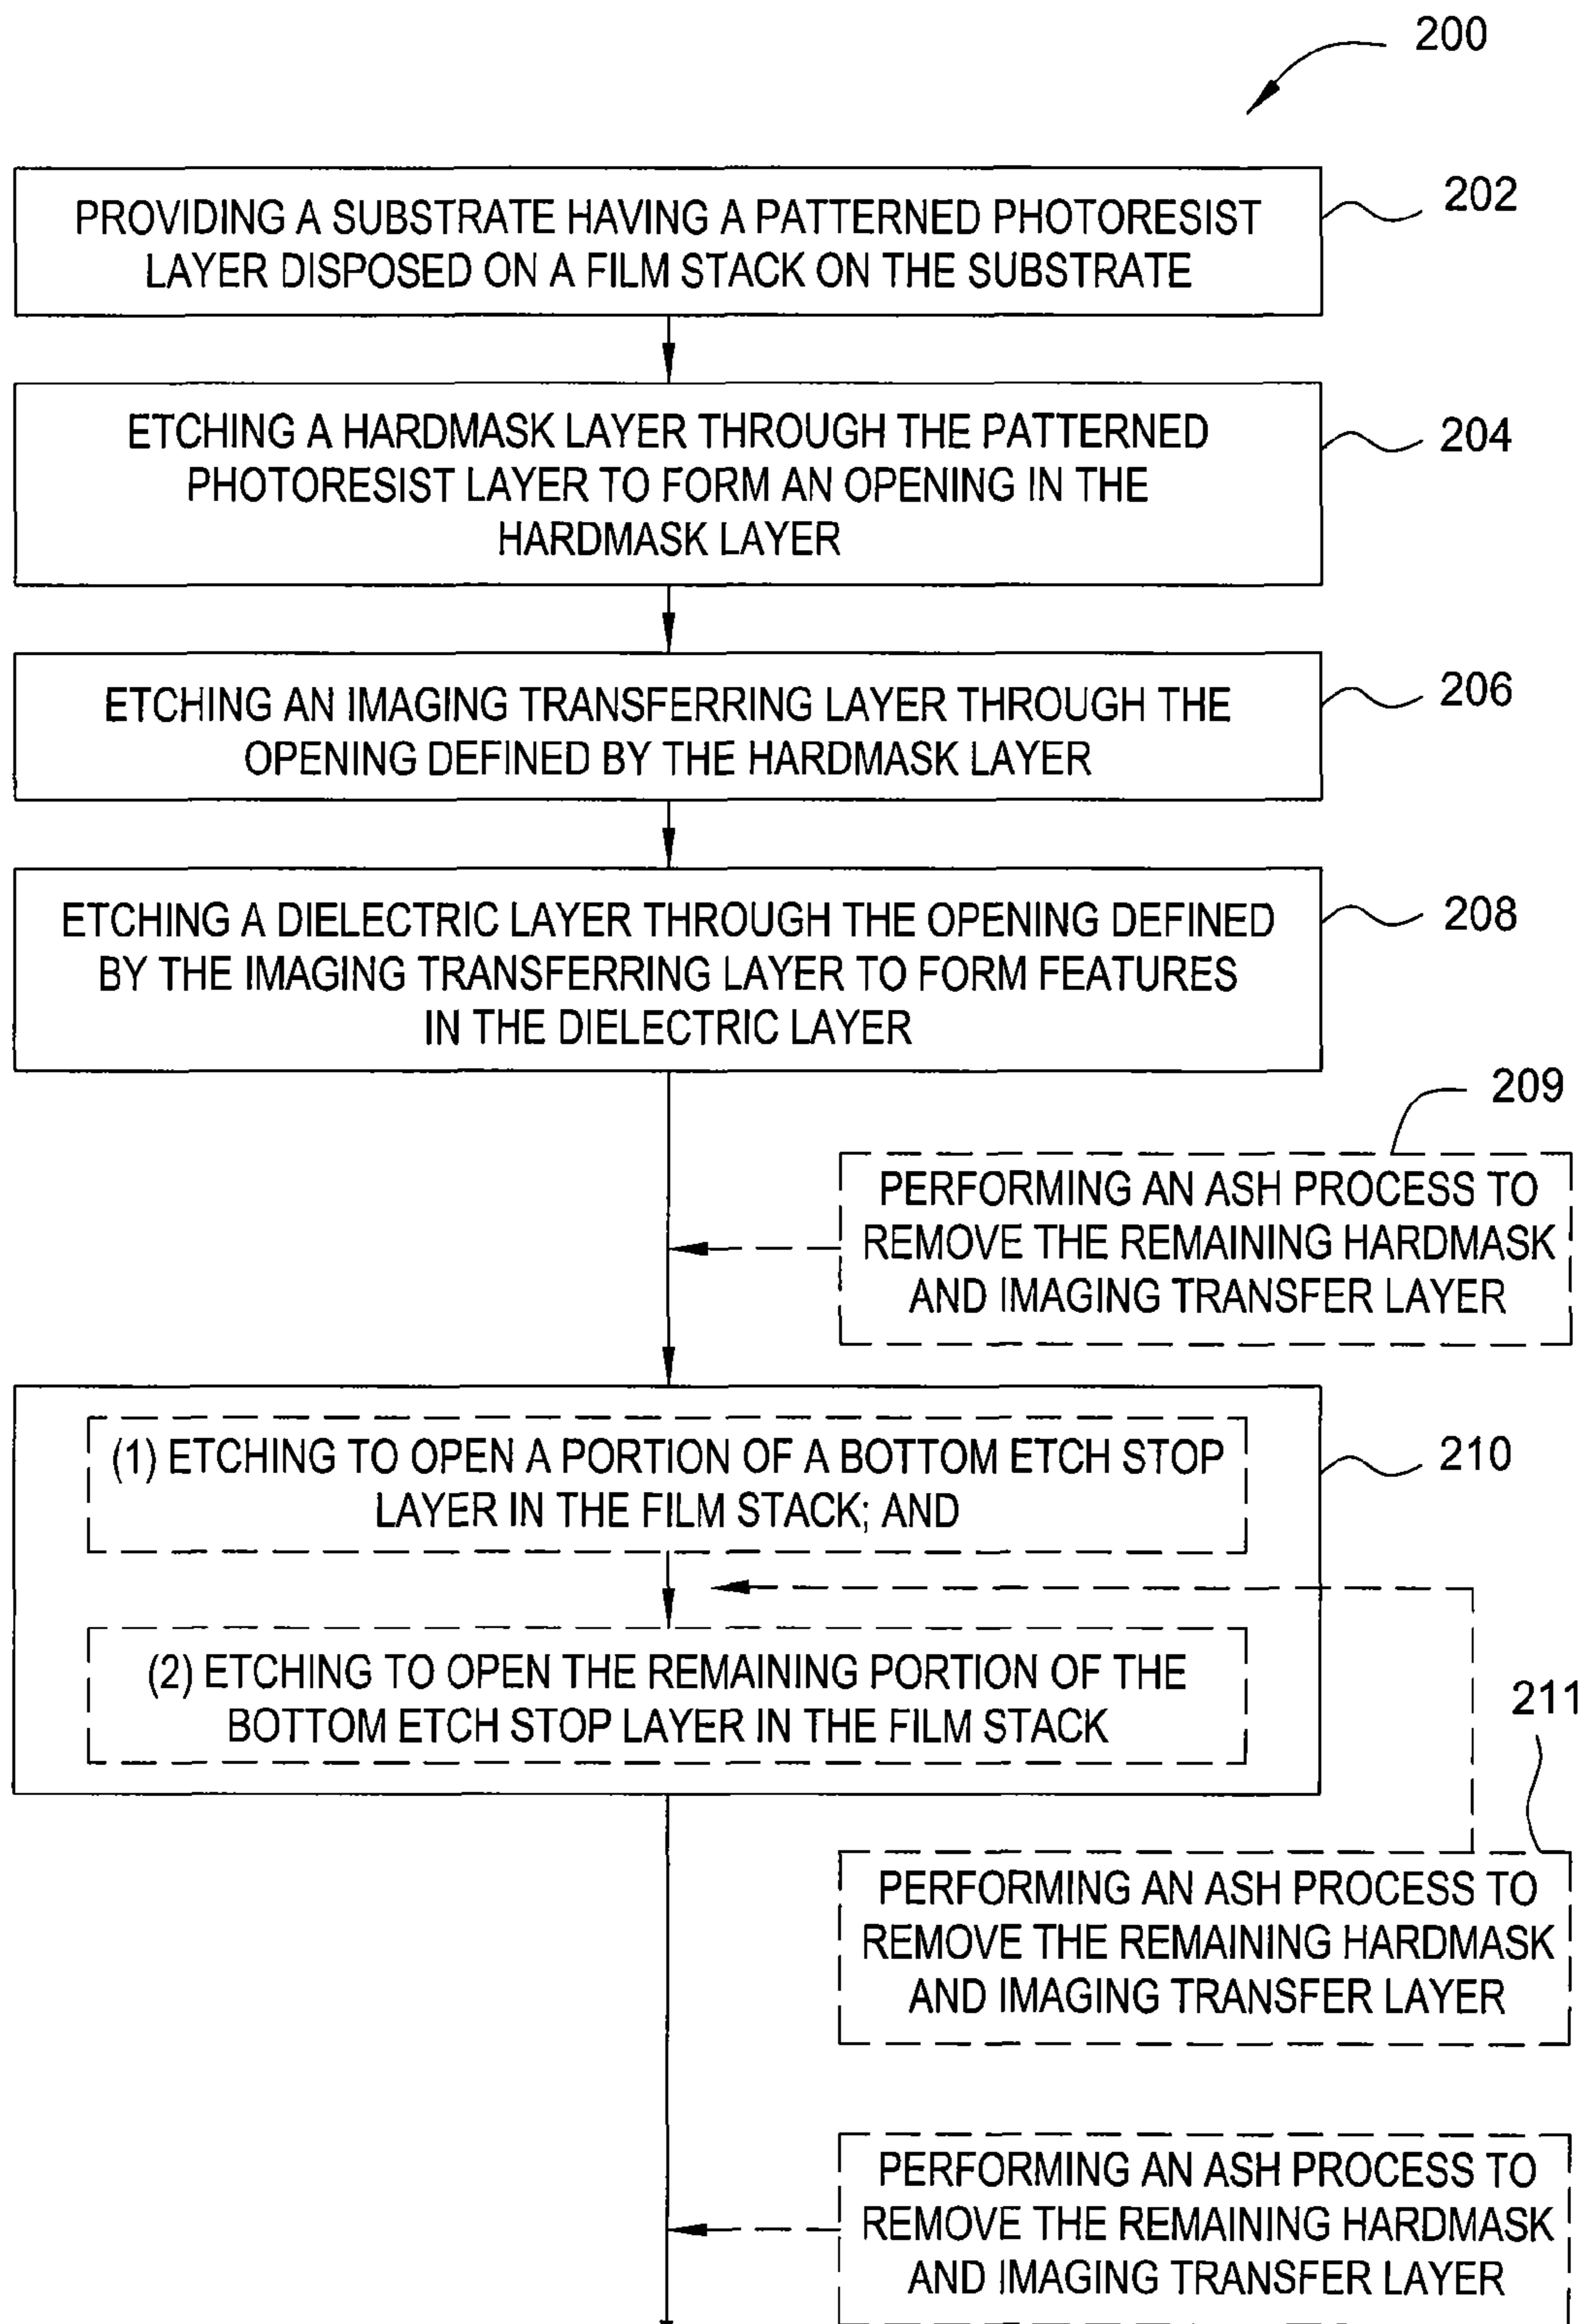 200
PROVIDING A SUBSTRATE HAVING A PATTERNED PHOTORESIST
LAYER DISPOSED ON A FILM STACK ON THE SUBSTRATE
202
ETCHING A HARDMASK LAYER THROUGH THE PATTERNED
PHOTORESIST LAYER TO FORM AN OPENING IN THE
HARDMASK LAYER
204
ETCHING AN IMAGING TRANSFERRING LAYER THROUGH THE
OPENING DEFINED BY THE HARDMASK LAYER
206
ETCHING A DIELECTRIC LAYER THROUGH THE OPENING DEFINED
BY THE IMAGING TRANSFERRING LAYER TO FORM FEATURES
IN THE DIELECTRIC LAYER
208
209
PERFORMING AN ASH PROCESS TO
REMOVE THE REMAINING HARDMASK
AND IMAGING TRANSFER LAYER
(1) ETCHING TO OPEN A PORTION OF A BOTTOM ETCH STOP
LAYER IN THE FILM STACK; AND
210
(2) ETCHING TO OPEN THE REMAINING PORTION OF THE
BOTTOM ETCH STOP LAYER IN THE FILM STACK
211
PERFORMING AN ASH PROCESS TO
REMOVE THE REMAINING HARDMASK
AND IMAGING TRANSFER LAYER
PERFORMING AN ASH PROCESS TO
REMOVE THE REMAINING HARDMASK
AND IMAGING TRANSFER LAYER